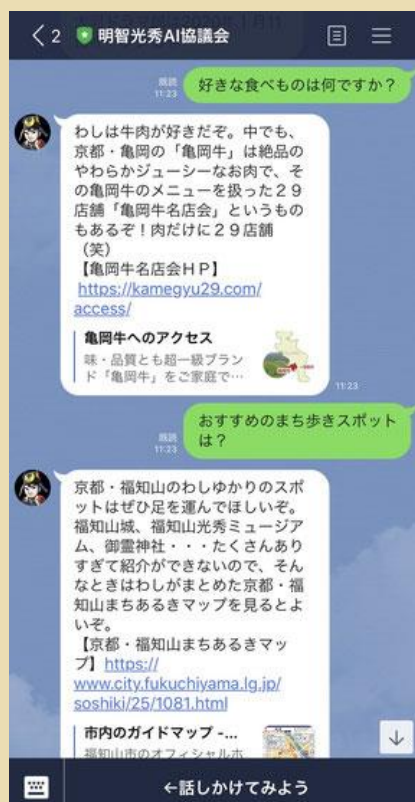 2 明智光秀AI協議会
既読
11:23
好きな食べものは何ですか？
わしは牛肉が好きだぞ。中でも、
京都・亀岡の「亀岡牛」は絶品の
やわらかジューシーなお肉で、そ
の亀岡牛のメニューを扱った２９
店舗「亀岡牛名店会」というもの
もあるぞ！肉だけに２９店舗
（笑）
【亀岡牛名店会ＨＰ】
https://kamegyu29.com/
access/
亀岡牛へのアクセス
味・品質とも超一級ブラン
ド「亀岡牛」をご家庭で…
11:23
おすすめのまち歩きスポット
は？
既読
11:23
京都・福知山のわしゆかりのスポ
ットはぜひ足を運んでほしいぞ。
福知山城、福知山光秀ミュージア
ム、御霊神社・・・たくさんあり
すぎて紹介ができないので、そん
なときはわしがまとめた京都・福
知山まちあるきマップを見るとよ
いぞ。
【京都・福知山まちあるきマッ
プ】https://
www.city.fukuchiyama.lg.jp/
soshiki/25/1081.html
市内のガイドマップ -...
福知山市のオフィシャルホ
←話しかけてみよう